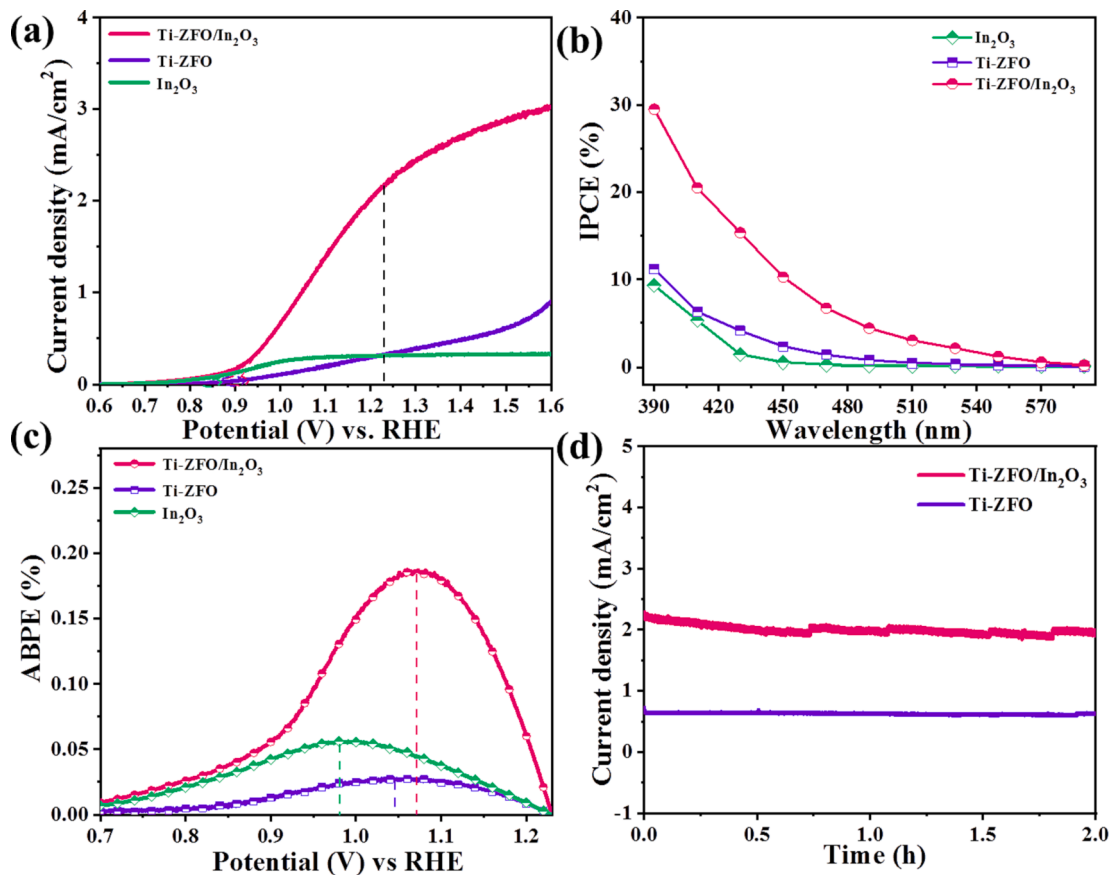 (a)
Ti-ZFO/In₂O₃
Ti-ZFO
In₂O₃
Current density (mA/cm²)
4
3
2
1
0
0.6 0.7 0.8 0.9 1.0 1.1 1.2 1.3 1.4 1.5 1.6
Potential (V) vs. RHE
(b)
In₂O₃
Ti-ZFO
Ti-ZFO/In₂O₃
IPCE (%)
40
30
20
10
0
390 420 450 480 510 540 570
Wavelength (nm)
(c)
Ti-ZFO/In₂O₃
Ti-ZFO
In₂O₃
ABPE (%)
0.25
0.20
0.15
0.10
0.05
0.00
0.7 0.8 0.9 1.0 1.1 1.2
Potential (V) vs RHE
(d)
Ti-ZFO/In₂O₃
Ti-ZFO
Current density (mA/cm²)
5
4
3
2
1
0
-1
0.0 0.5 1.0 1.5 2.0
Time (h)